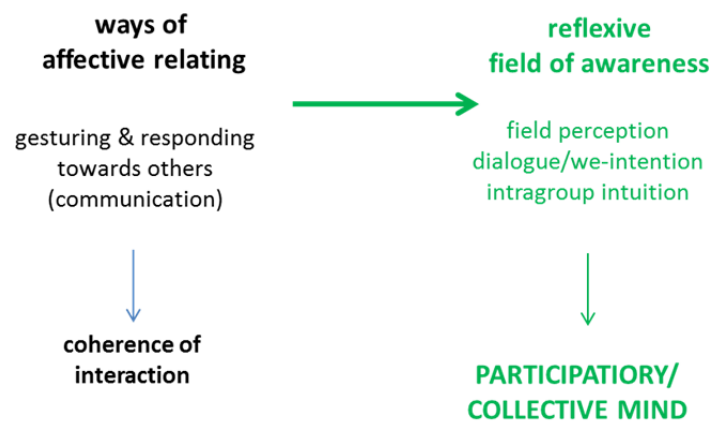 ways of
affective relating
gesturing & responding
towards others
(communication)
coherence of
interaction
reflexive
field of awareness
field perception
dialogue/we-intention
intragroup intuition
PARTICIPATIORY/
COLLECTIVE MIND